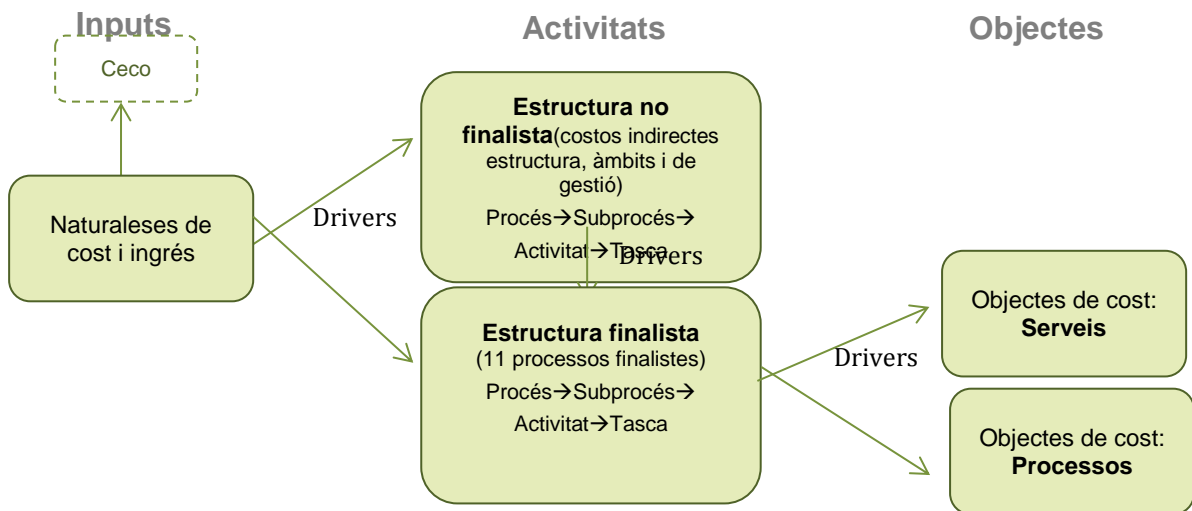 Inputs
Activitats
Objectes
Ceco
Naturaleses de
cost i ingrés
Drivers
Estructura no
finalista(costos indirectes
estructura, àmbits i de
gestió)
Procés→Subprocés→
Activitat→Tasca
Drivers
Estructura finalista
(11 processos finalistes)
Procés→Subprocés→
Activitat→Tasca
Drivers
Objectes de cost:
Serveis
Objectes de cost:
Processos